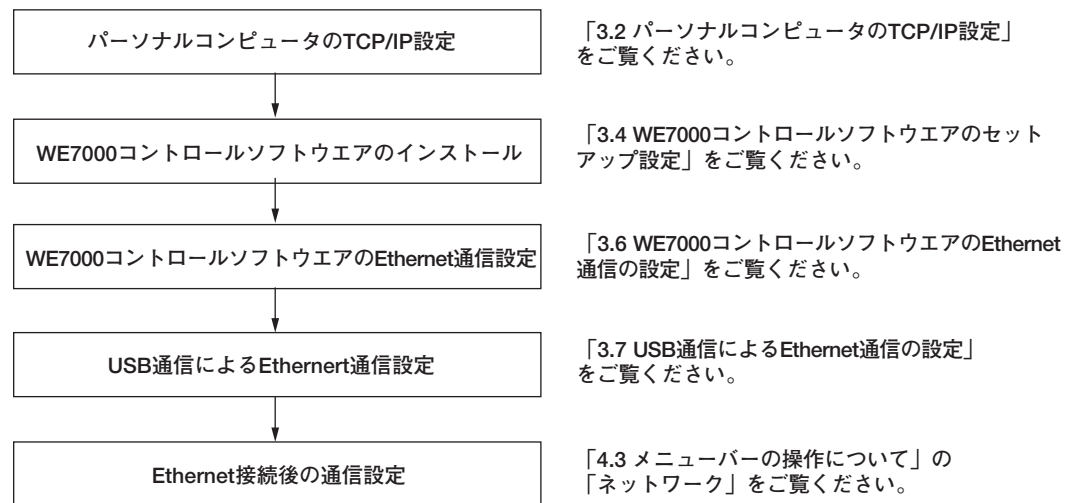 パーソナルコンピュータのTCP/IP設定
「3.2 パーソナルコンピュータのTCP/IP設定」
をご覧ください。
WE7000コントロールソフトウエアのインストール
「3.4 WE7000コントロールソフトウエアのセット
アップ設定」をご覧ください。
WE7000コントロールソフトウエアのEthernet通信設定
「3.6 WE7000コントロールソフトウエアのEthernet
通信の設定」をご覧ください。
USB通信によるEthernert通信設定
「3.7 USB通信によるEthernet通信の設定」
をご覧ください。
Ethernet接続後の通信設定
「4.3 メニューバーの操作について」の
「ネットワーク」をご覧ください。